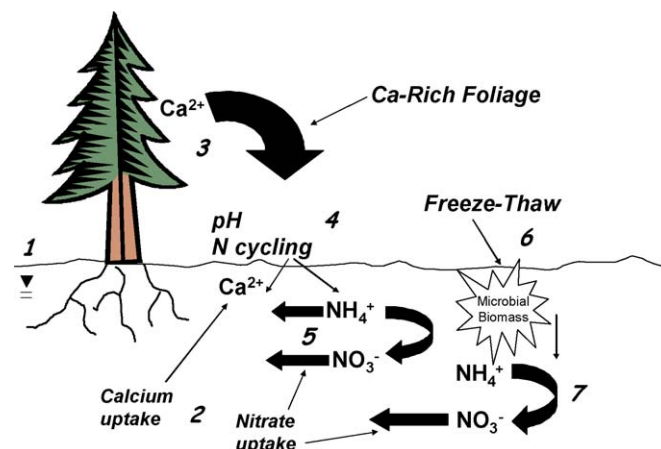 Ca²⁺
3
Ca-Rich Foliage
pH
N cycling
4
Freeze-Thaw
6
1
Ca²⁺
Microbial
Biomass
NH₄⁺
5
NO₃⁻
NH₄⁺
7
Calcium
uptake
2
Nitrate
uptake
NO₃⁻